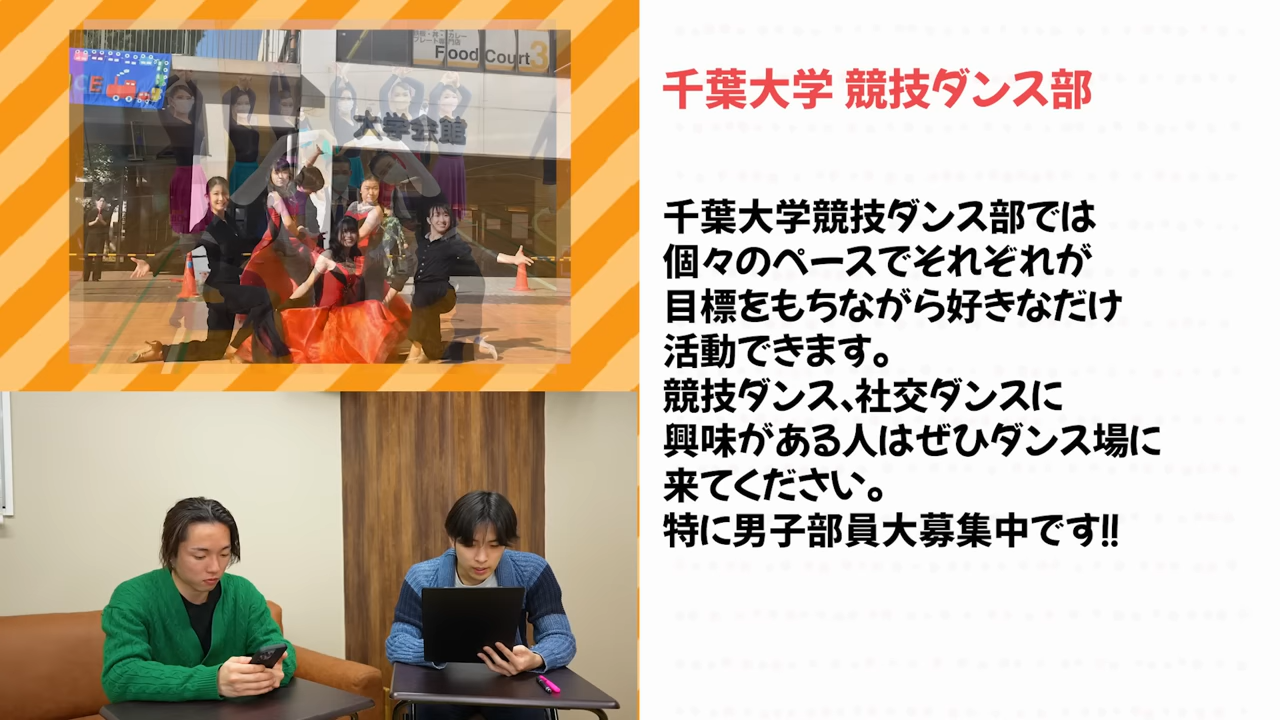 Food Court 3
大学会館
千葉大学 競技ダンス部
千葉大学競技ダンス部では
個々のペースでそれぞれが
目標をもちながら好きなだけ
活動できます。
競技ダンス、社交ダンスに
興味がある人はぜひダンス場に
来てください。
特に男子部員大募集中です!!